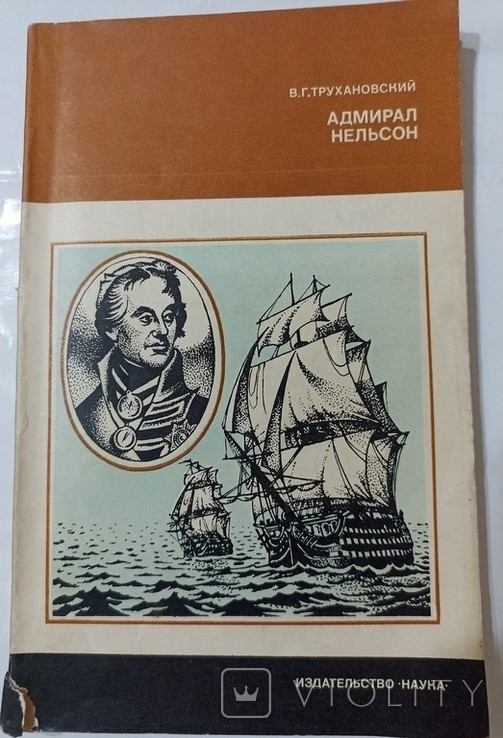 В.Г.ТРУХАНОВСКИЙ
АДМИРАЛ
НЕЛЬСОН
ИЗДАТЕЛЬСТВО ·НАУКА·
VIOLITY